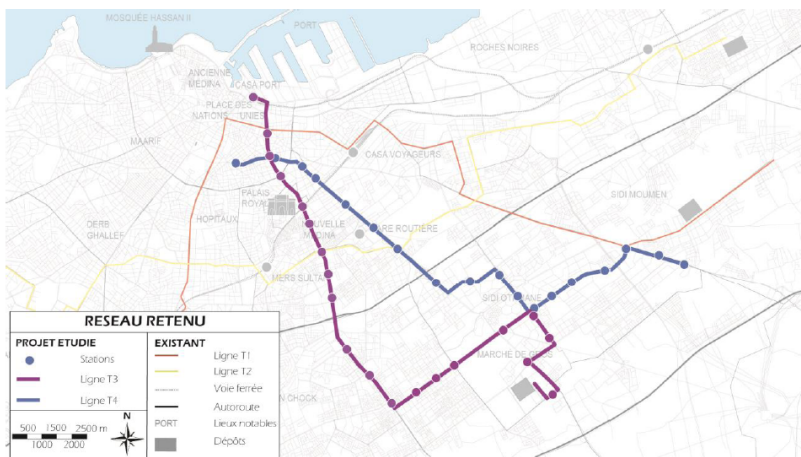 MOSQUÉE HASSAN II
PORT
ROCHES NOIRES
ANCIENNE
MÉDINA
CASA PORT
PLACE DES
NATIONS UNIES
MAARIF
CASA VOYAGEURS
PALAIS
ROYAL
SIDI MOUMEN
HOPITAUX
DERB
GHALLEF
NOUVELLE
MEDINA
GARE ROUTIERE
MERS SULTAN
SIDI OTHMANE
MARCHE DE GROS
N CHOCK
RESEAU RETENU
PROJET ETUDIE
Stations
Ligne T3
Ligne T4
N
500 1500 2500 m
1000 2000
EXISTANT
Ligne T1
Ligne T2
Voie ferrée
Autoroute
PORT Lieux notables
Dépôts